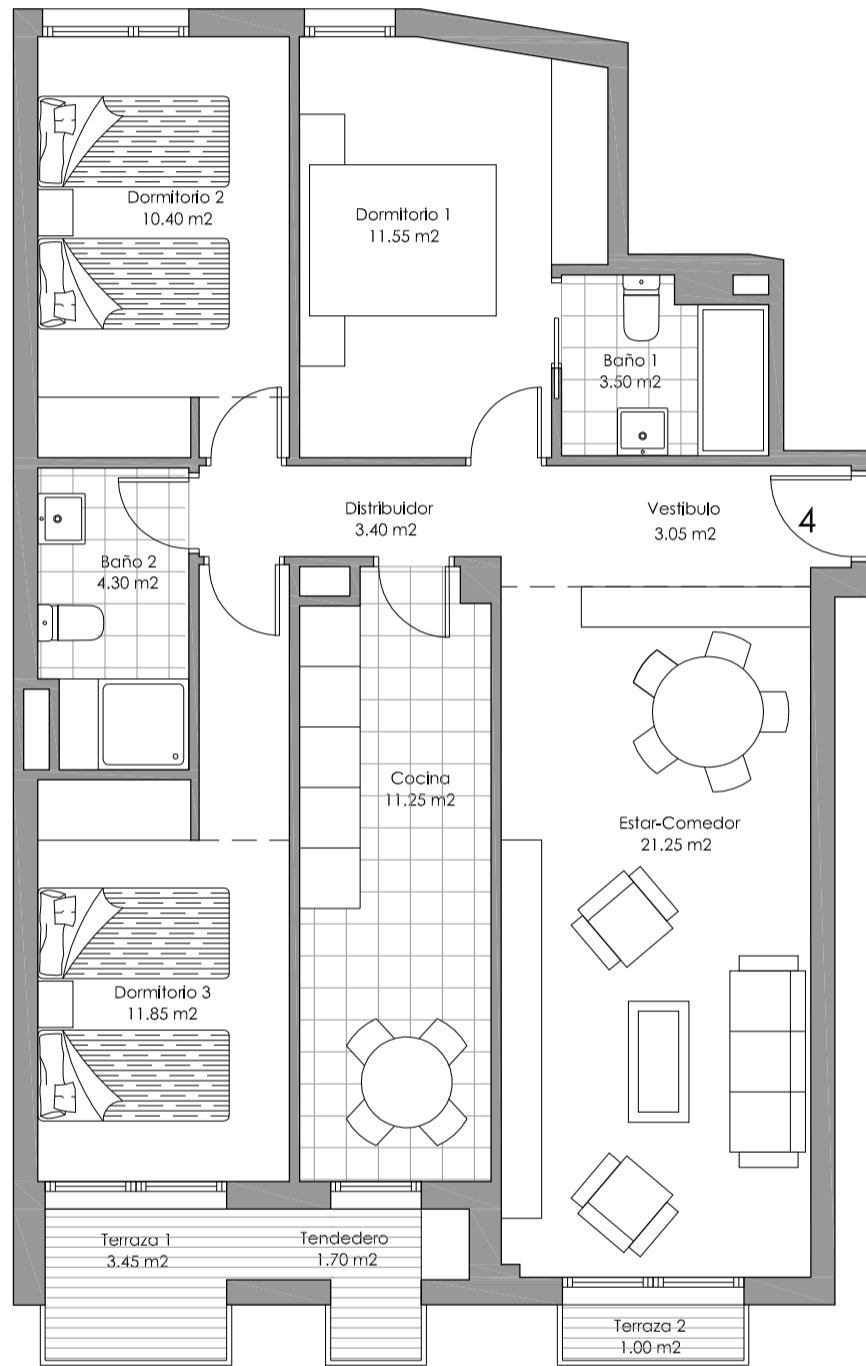 Dormitorio 2
10.40 m2
Dormitorio 1
11.55 m2
Baño 1
3.50 m2
Distribuidor
3.40 m2
Vestibulo
3.05 m2
4
Baño 2
4.30 m2
Cocina
11.25 m2
Estar-Comedor
21.25 m2
Dormitorio 3
11.85 m2
Terraza 1
3.45 m2
Tendedero
1.70 m2
Terraza 2
1.00 m2